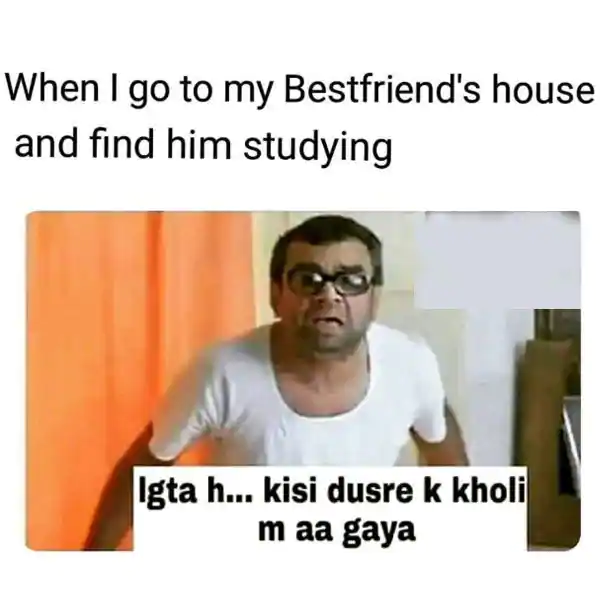 When I go to my Bestfriend's house
and find him studying
lgta h... kisi dusre k kholi
m aa gaya